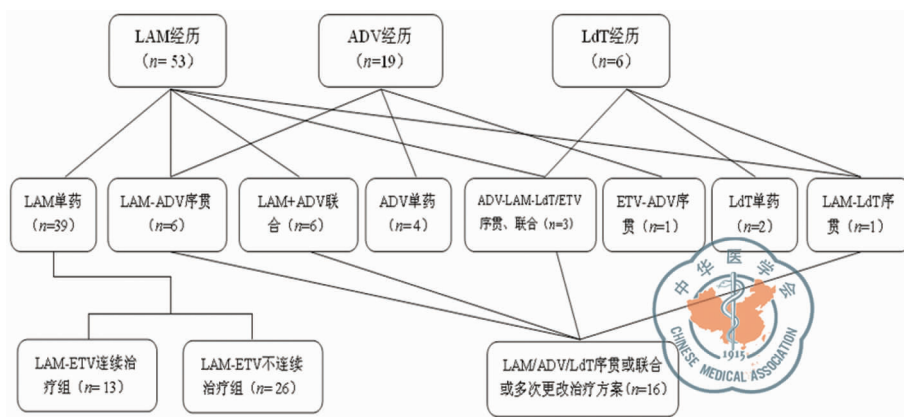 LAM经历
（n= 53）
ADV经历
（n=19）
LdT经历
（n=6）
LAM单药
（n=39）
LAM-ADV序贯
（n=6）
LAM+ADV联
合（n=6）
ADV单药
（n=4）
ADV-LAM-LdT/ETV
序贯、联合（n=3）
ETV-ADV序
贯（n=1）
LdT单药
（n=2）
LAM-LdT序
贯（n=1）
LAM-ETV连续治
疗组（n= 13）
LAM-ETV不连续
治疗组（n= 26）
LAM/ADV/LdT序贯或联合
或多次更改治疗方案（n=16）
中华医学会
1915
CHINESE MEDICAL ASSOCIATION